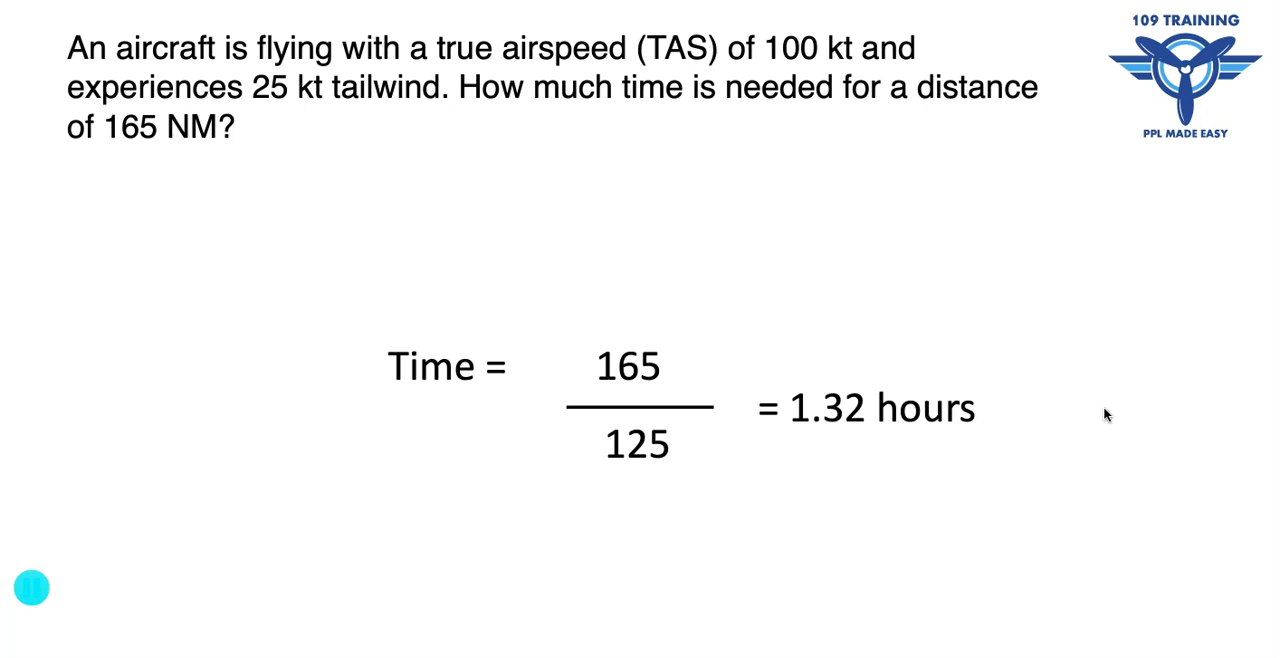 109 TRAINING
An aircraft is flying with a true airspeed (TAS) of 100 kt and
experiences 25 kt tailwind. How much time is needed for a distance
of 165 NM?
PPL MADE EASY
Time = 165
= 1.32 hours
125